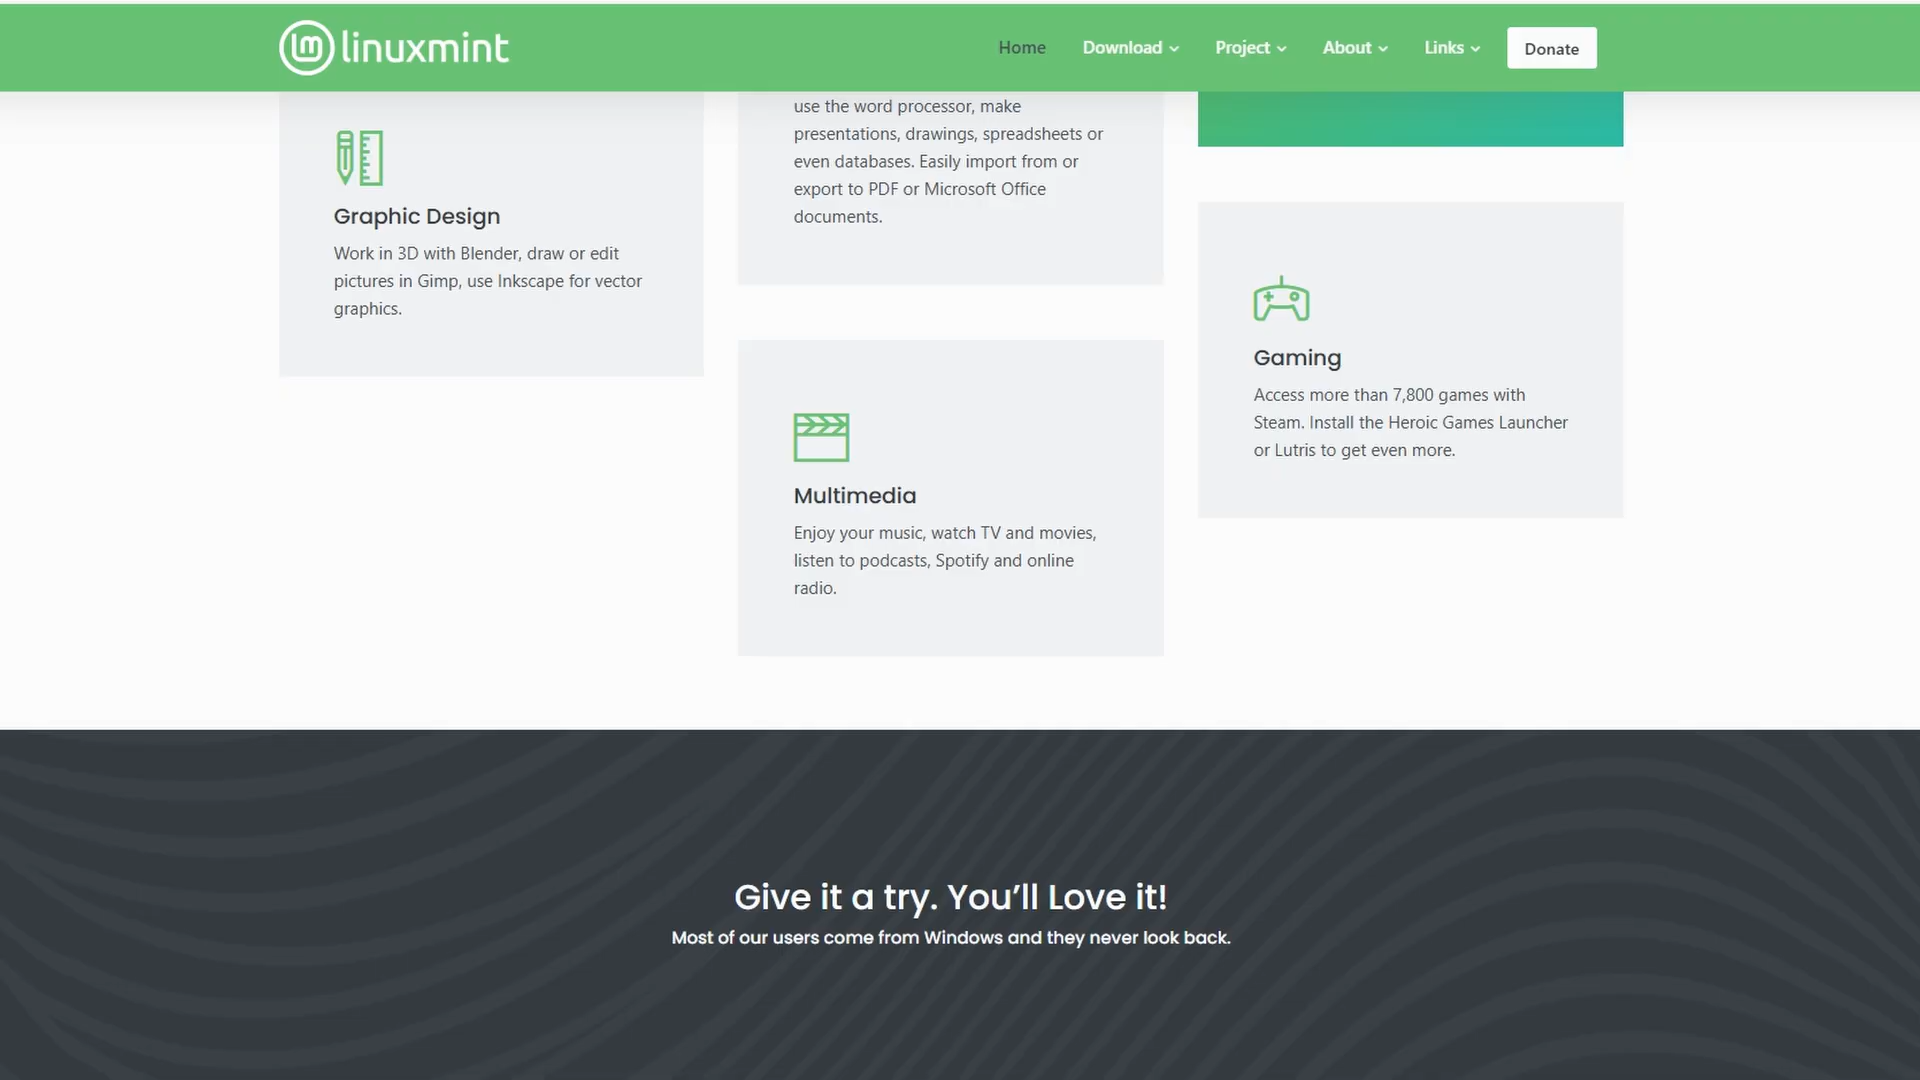 linuxmint
Home
Download
Project
About
Links
Donate
Graphic Design
Work in 3D with Blender, draw or edit
pictures in Gimp, use Inkscape for vector
graphics.
use the word processor, make
presentations, drawings, spreadsheets or
even databases. Easily import from or
export to PDF or Microsoft Office
documents.
Multimedia
Enjoy your music, watch TV and movies,
listen to podcasts, Spotify and online
radio.
Gaming
Access more than 7,800 games with
Steam. Install the Heroic Games Launcher
or Lutris to get even more.
Give it a try. You’ll Love it!
Most of our users come from Windows and they never look back.